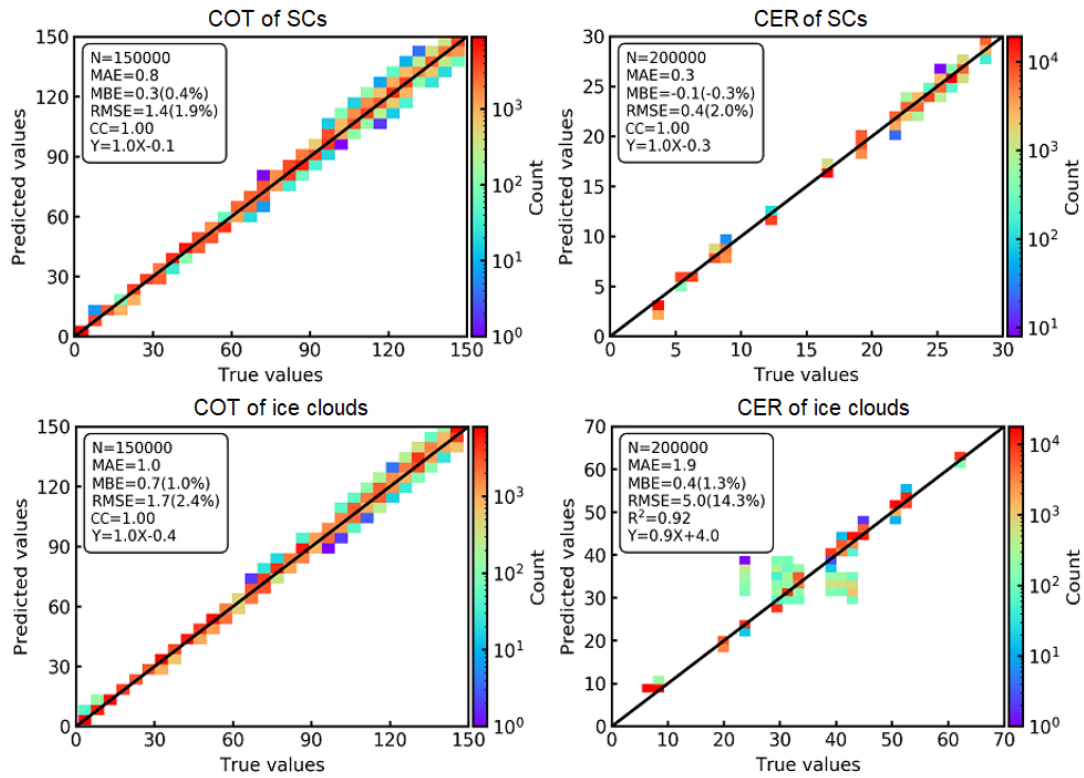 COT of SCs
150
120
90
60
30
0
Predicted values
N=150000
MAE=0.8
MBE=0.3(0.4%)
RMSE=1.4(1.9%)
CC=1.00
Y=1.0X-0.1
0 30 60 90 120 150
True values
10³
10²
10¹
10⁰
Count
CER of SCs
30
25
20
15
10
5
0
Predicted values
N=200000
MAE=0.3
MBE=-0.1(-0.3%)
RMSE=0.4(2.0%)
CC=1.00
Y=1.0X-0.3
0 5 10 15 20 25 30
True values
10⁴
10³
10²
10¹
Count
COT of ice clouds
150
120
90
60
30
0
Predicted values
N=150000
MAE=1.0
MBE=0.7(1.0%)
RMSE=1.7(2.4%)
CC=1.00
Y=1.0X-0.4
0 30 60 90 120 150
True values
10³
10²
10¹
10⁰
Count
CER of ice clouds
70
60
50
40
30
20
10
0
Predicted values
N=200000
MAE=1.9
MBE=0.4(1.3%)
RMSE=5.0(14.3%)
R²=0.92
Y=0.9X+4.0
0 10 20 30 40 50 60 70
True values
10⁴
10³
10²
10¹
10⁰
Count